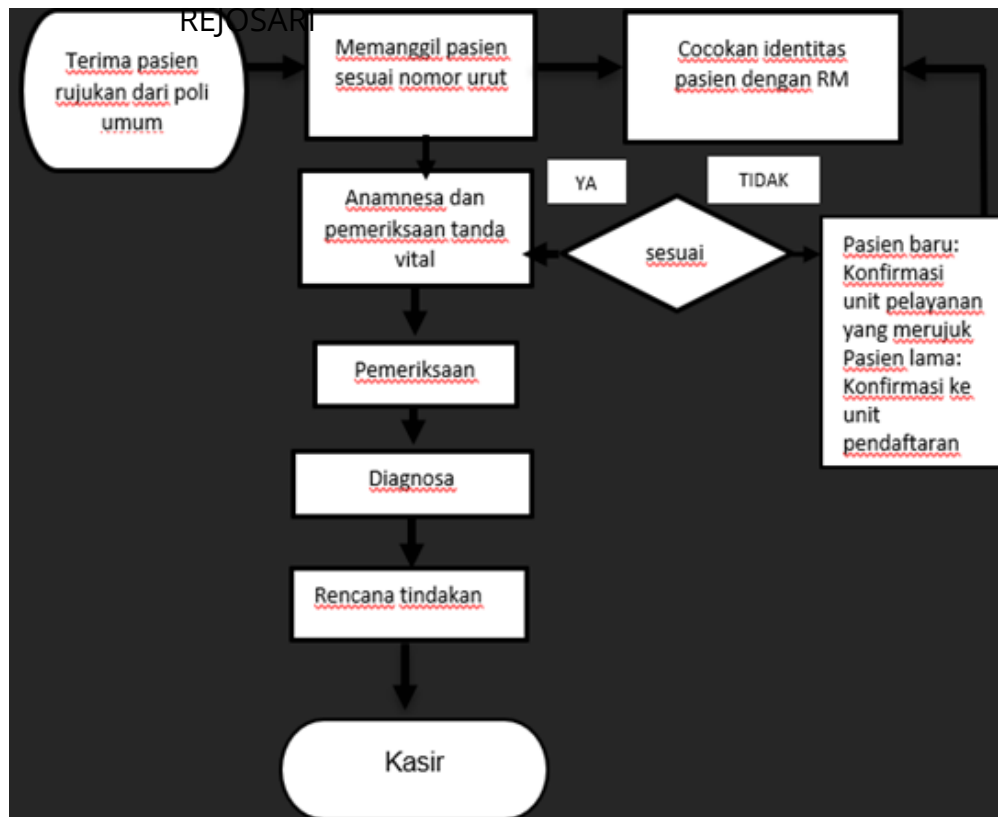 REJOSARI
Terima pasien
rujukan dari poli
umum
Memanggil pasien
sesuai nomor urut
Cocokan identitas
pasien dengan RM
Anamnesa dan
pemeriksaan tanda
vital
YA
TIDAK
sesuai
Pasien baru:
Konfirmasi
unit pelayanan
yang merujuk
Pasien lama:
Konfirmasi ke
unit
pendaftaran
Pemeriksaan
Diagnosa
Rencana tindakan
Kasir